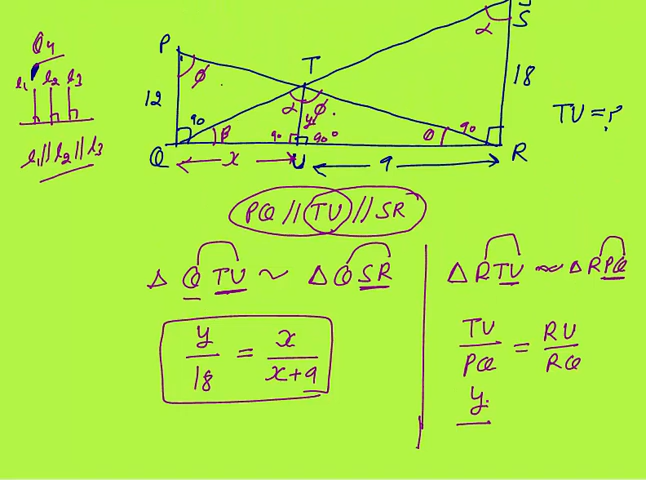 Q4
l1 l2 l3
l1 // l2 // l3
P
12
φ
90
Q
β
x
T
α φ
y
90 90°
U
9
θ 90
R
S
α
18
TU = ?
PQ // TU // SR
Δ QTU ~ Δ QSR
y/18 = x/(x+9)
Δ RTU ~ Δ RPQ
TU/PQ = RU/RQ
y